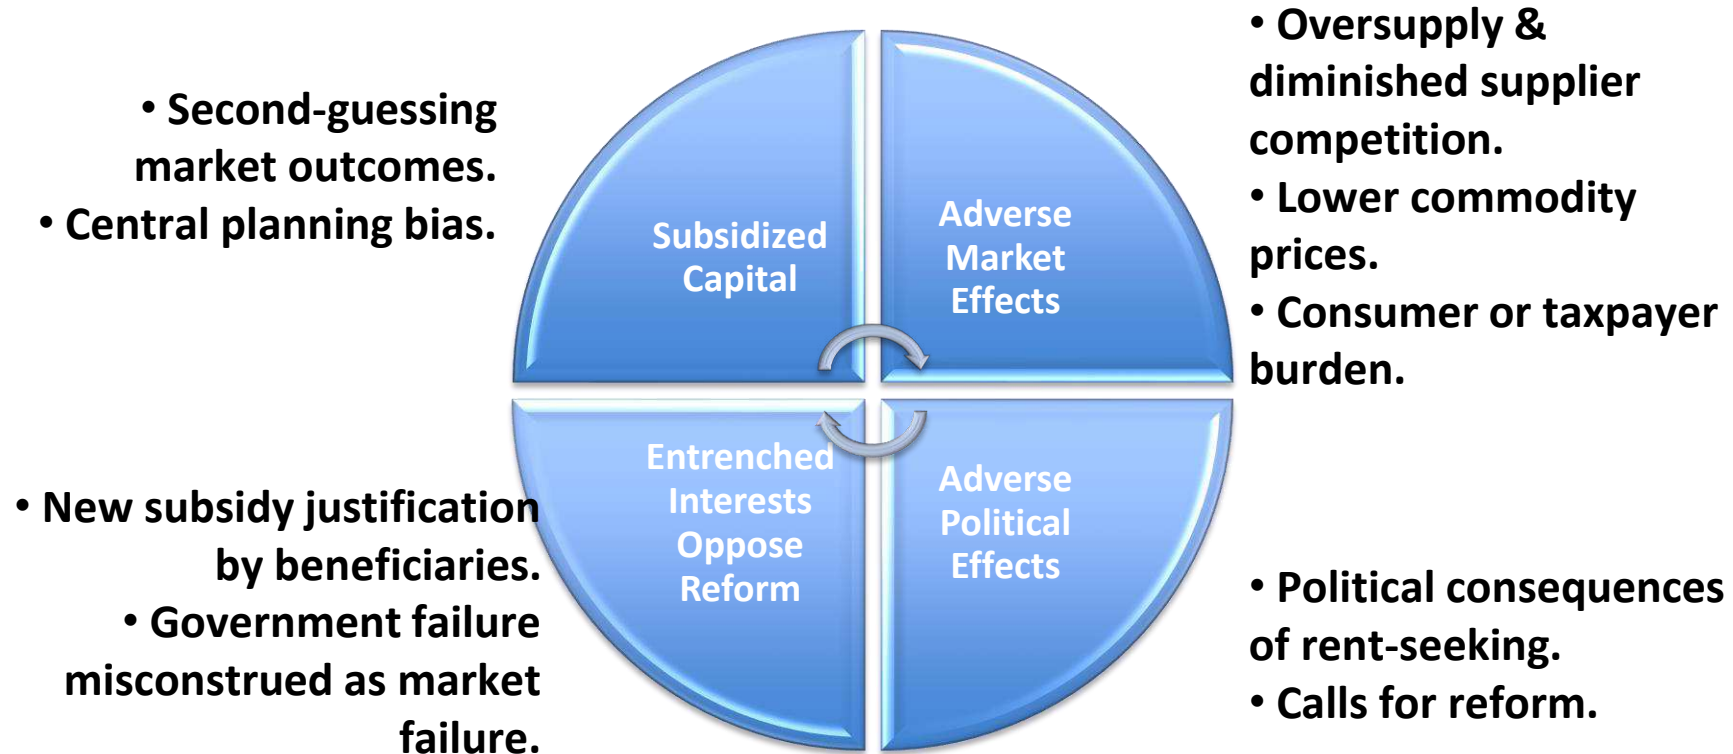 • Second-guessing
market outcomes.
• Central planning bias.
Subsidized
Capital
Adverse
Market
Effects
• Oversupply &
diminished supplier
competition.
• Lower commodity
prices.
• Consumer or taxpayer
burden.
• New subsidy justification
by beneficiaries.
• Government failure
misconstrued as market
failure.
Entrenched
Interests
Oppose
Reform
Adverse
Political
Effects
• Political consequences
of rent-seeking.
• Calls for reform.